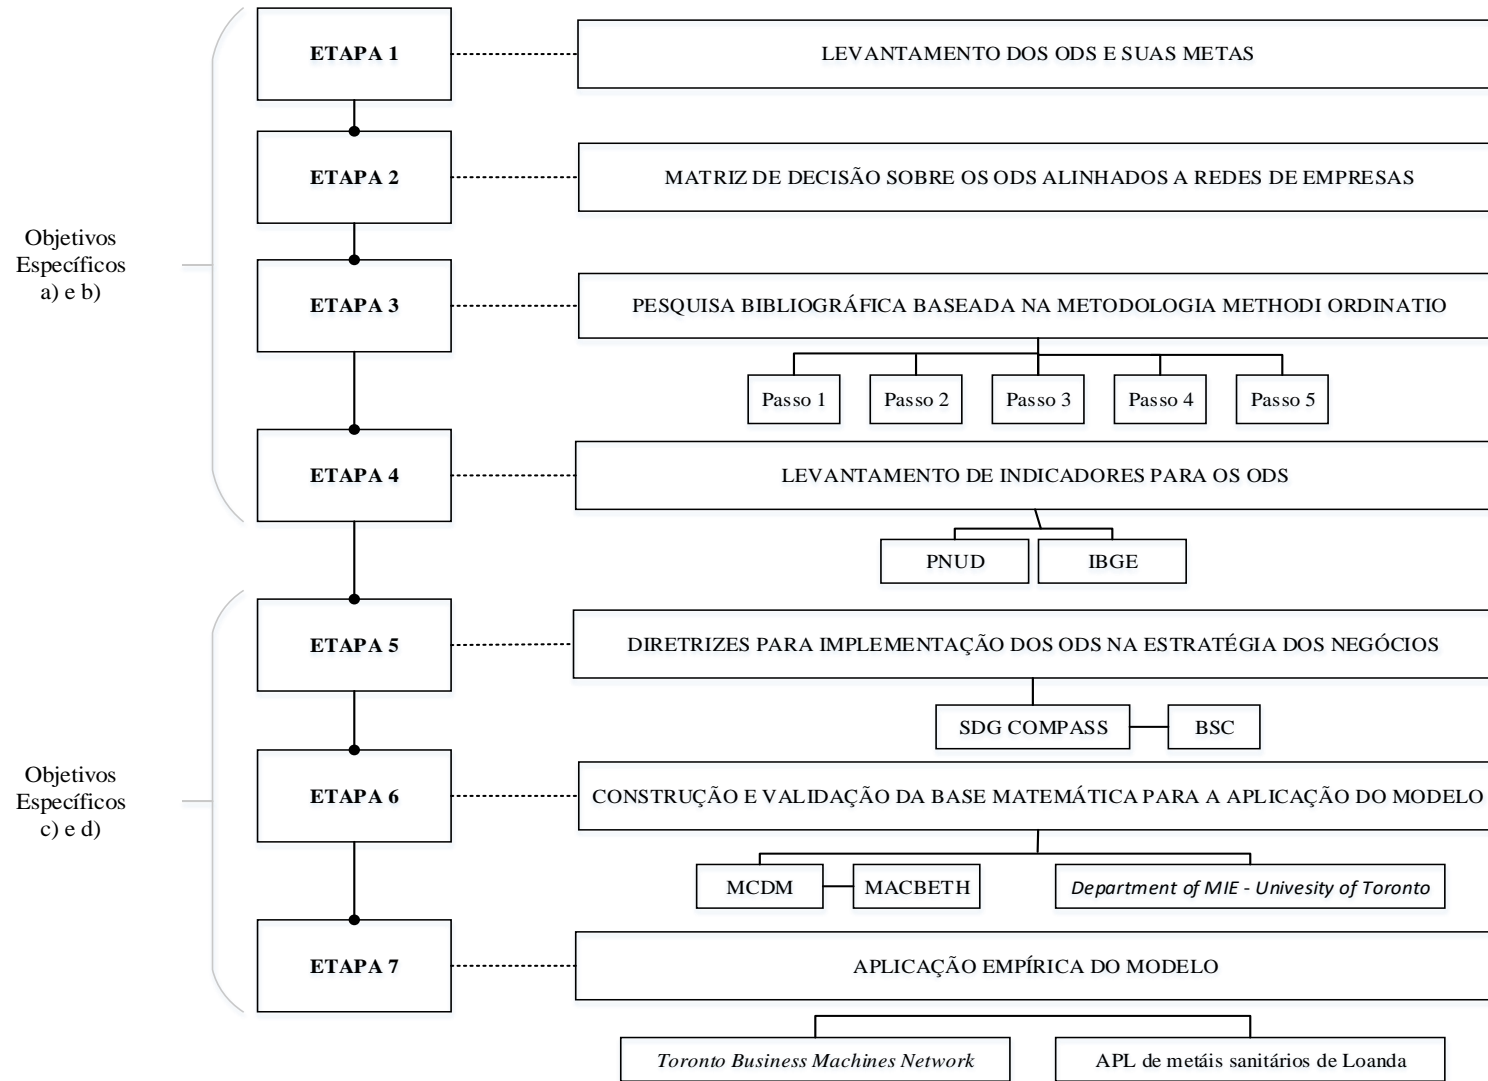 ETAPA 1
LEVANTAMENTO DOS ODS E SUAS METAS
ETAPA 2
MATRIZ DE DECISÃO SOBRE OS ODS ALINHADOS A REDES DE EMPRESAS
Objetivos
Específicos
a) e b)
ETAPA 3
PESQUISA BIBLIOGRÁFICA BASEADA NA METODOLOGIA METHODI ORDINATIO
Passo 1
Passo 2
Passo 3
Passo 4
Passo 5
ETAPA 4
LEVANTAMENTO DE INDICADORES PARA OS ODS
PNUD
IBGE
ETAPA 5
DIRETRIZES PARA IMPLEMENTAÇÃO DOS ODS NA ESTRATÉGIA DOS NEGÓCIOS
SDG COMPASS
BSC
Objetivos
Específicos
c) e d)
ETAPA 6
CONSTRUÇÃO E VALIDAÇÃO DA BASE MATEMÁTICA PARA A APLICAÇÃO DO MODELO
MCDM
MACBETH
Department of MIE - Univesity of Toronto
ETAPA 7
APLICAÇÃO EMPÍRICA DO MODELO
Toronto Business Machines Network
APL de metáis sanitários de Loanda